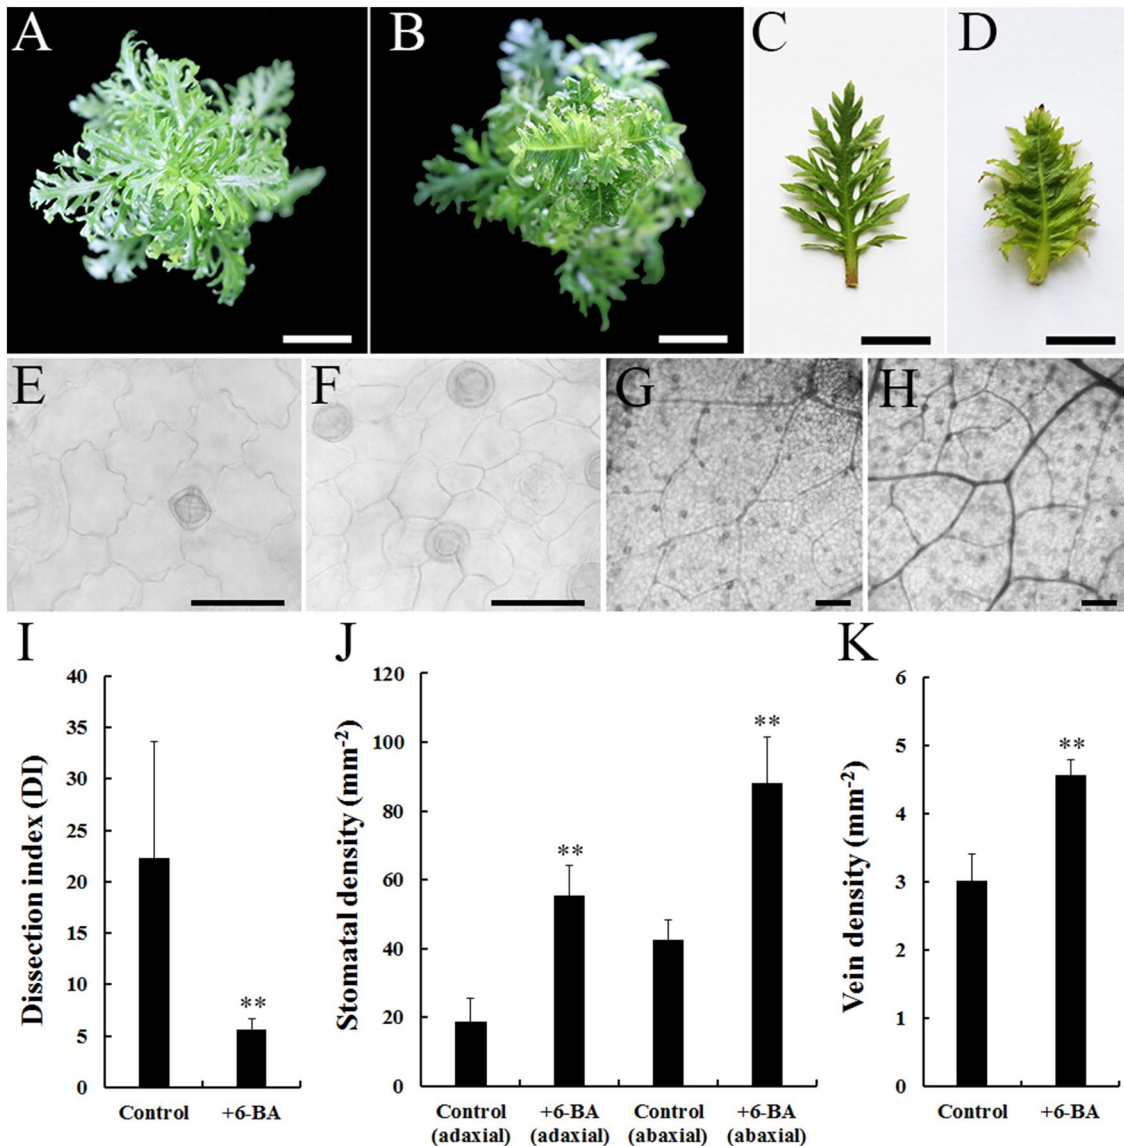 A
B
C
D
E
F
G
H
I
J
K
Dissection index (DI)
40
35
30
25
20
15
10
5
0
**
Control
+6-BA
Stomatal density (mm-2)
120
100
80
60
40
20
0
**
**
Control
(adaxial)
+6-BA
(adaxial)
Control
(abaxial)
+6-BA
(abaxial)
Vein density (mm-2)
6
5
4
3
2
1
0
**
Control
+6-BA